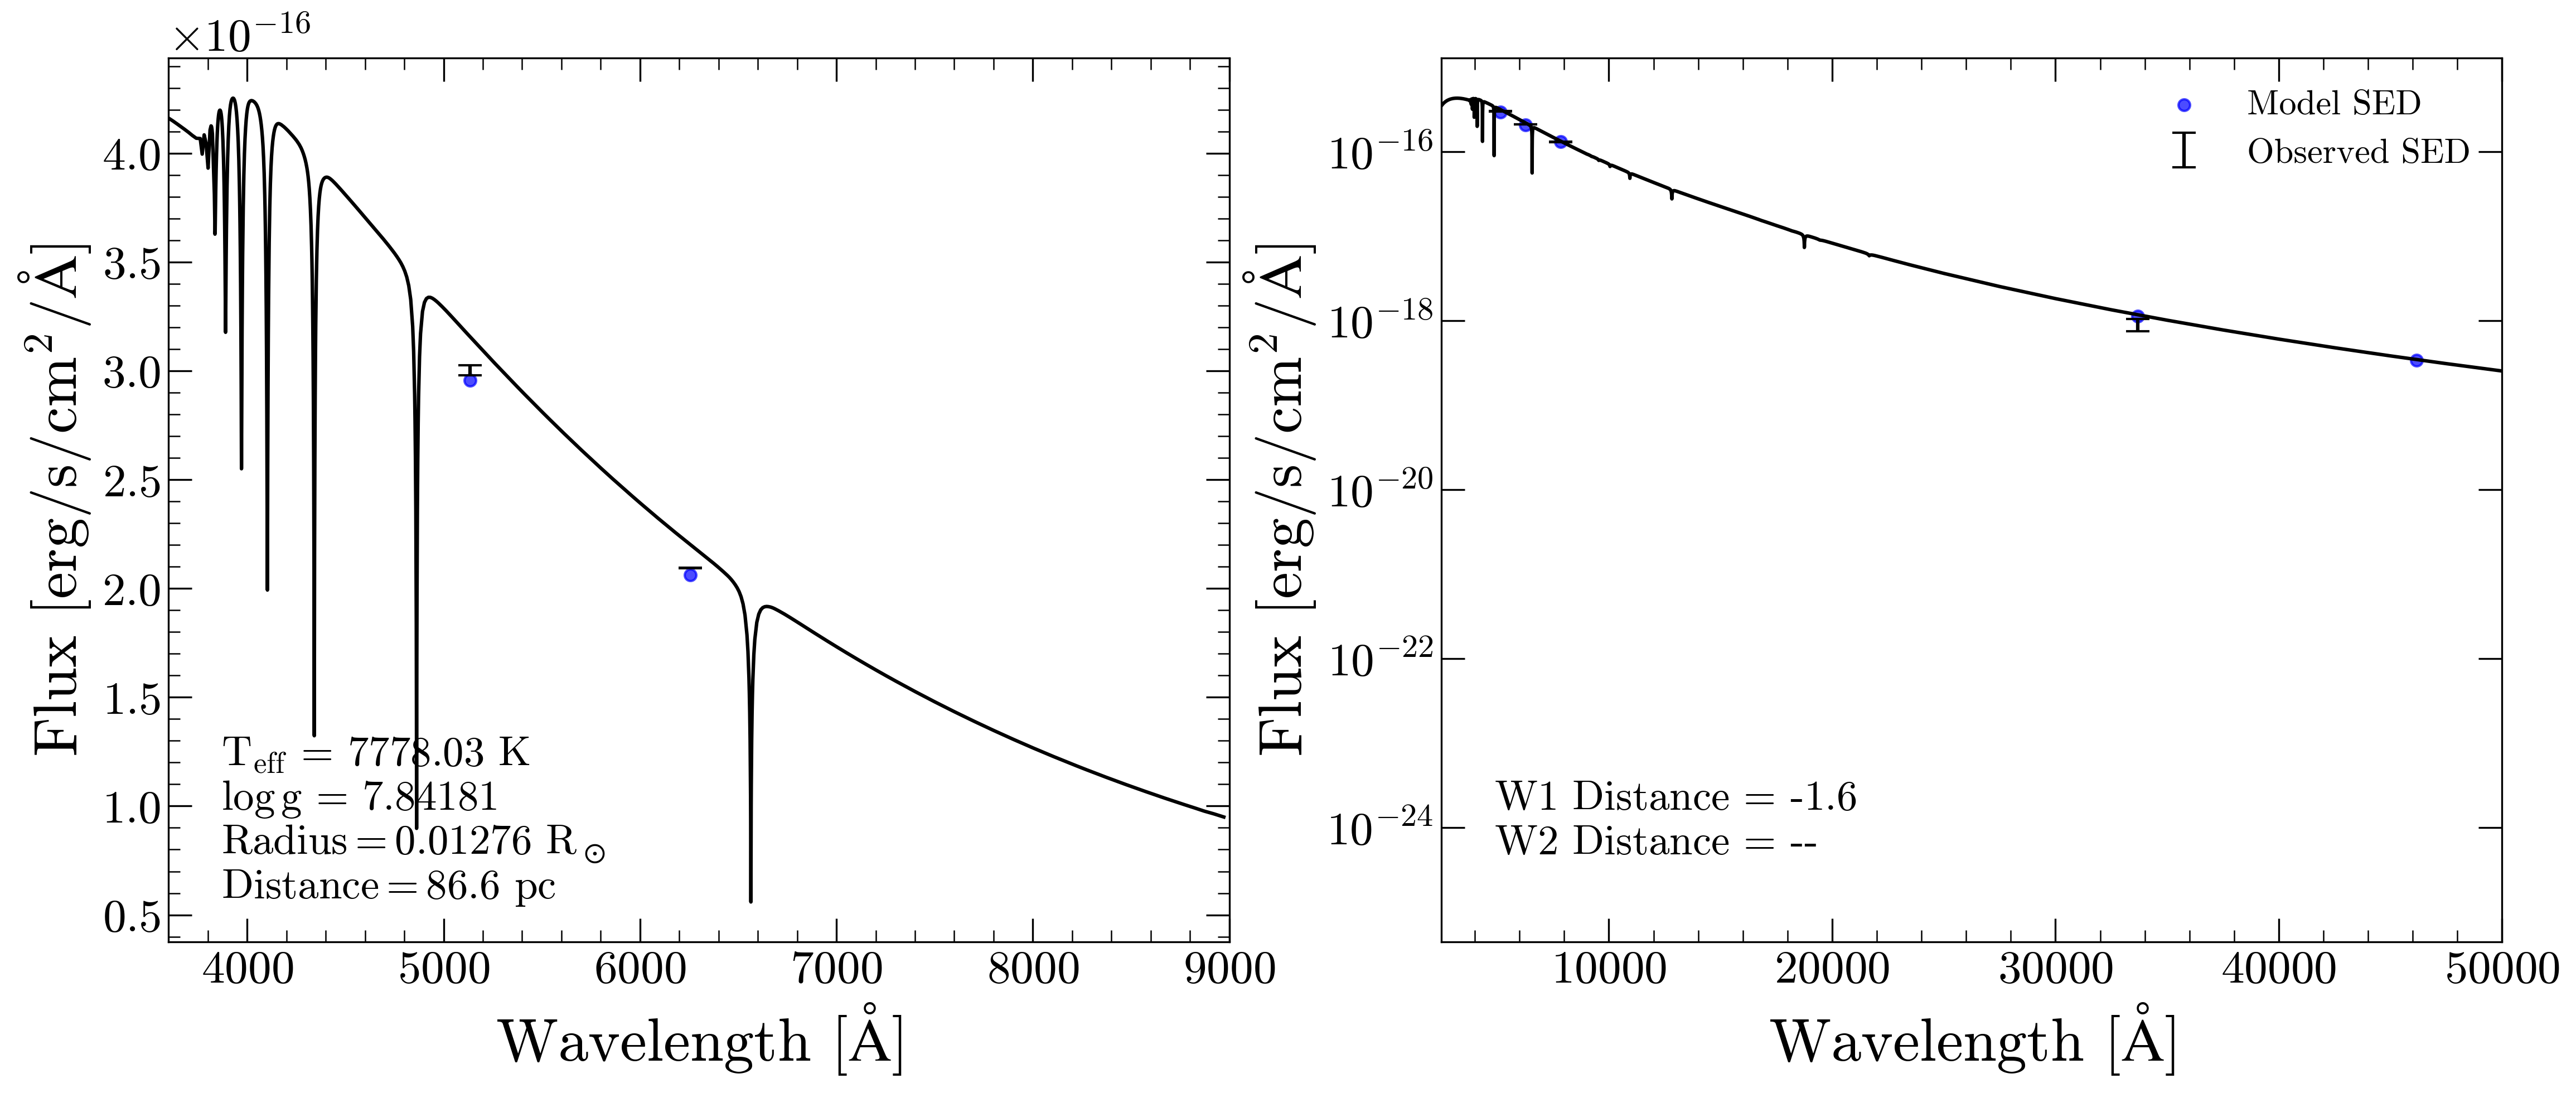 ×10⁻¹⁶
4.0
3.5
3.0
2.5
2.0
1.5
1.0
0.5
Flux [erg/s/cm²/Å]
T_eff = 7778.03 K
log g = 7.84181
Radius = 0.01276 R_⊙
Distance = 86.6 pc
4000 5000 6000 7000 8000 9000
Wavelength [Å]
10⁻¹⁶
10⁻¹⁸
10⁻²⁰
10⁻²²
10⁻²⁴
Flux [erg/s/cm²/Å]
Model SED
Observed SED
W1 Distance = -1.6
W2 Distance = --
10000 20000 30000 40000 50000
Wavelength [Å]